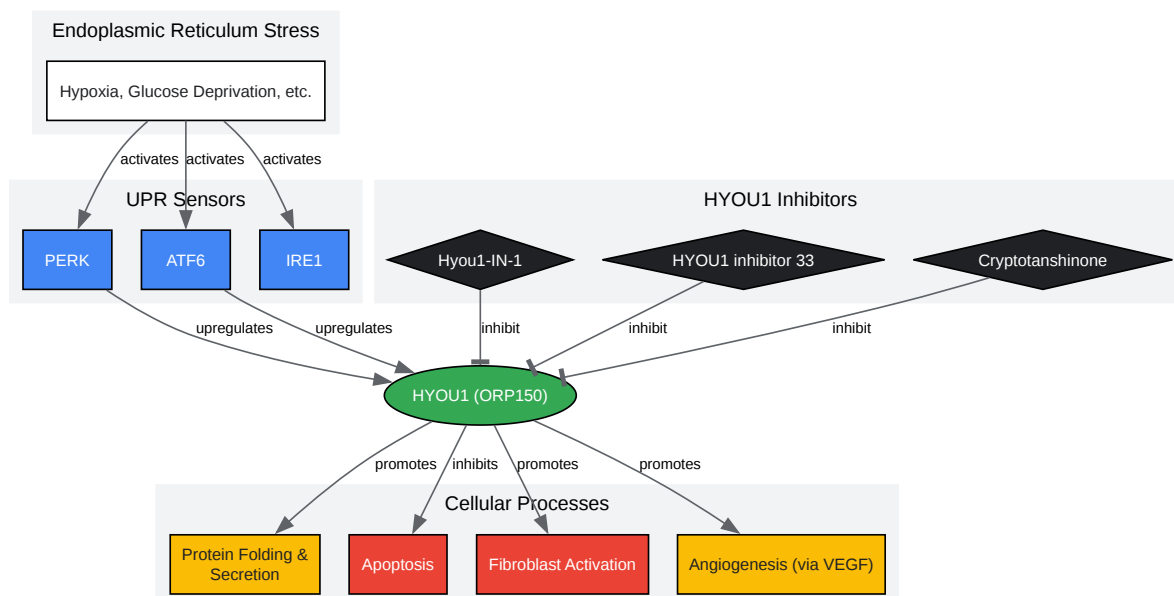 Endoplasmic Reticulum Stress
Hypoxia, Glucose Deprivation, etc.
activates
activates
activates
UPR Sensors
HYOU1 Inhibitors
PERK
ATF6
IRE1
Hyou1-IN-1
HYOU1 inhibitor 33
Cryptotanshinone
upregulates
upregulates
inhibit
inhibit
inhibit
HYOU1 (ORP150)
promotes
inhibits
promotes
promotes
Cellular Processes
Protein Folding &
Secretion
Apoptosis
Fibroblast Activation
Angiogenesis (via VEGF)